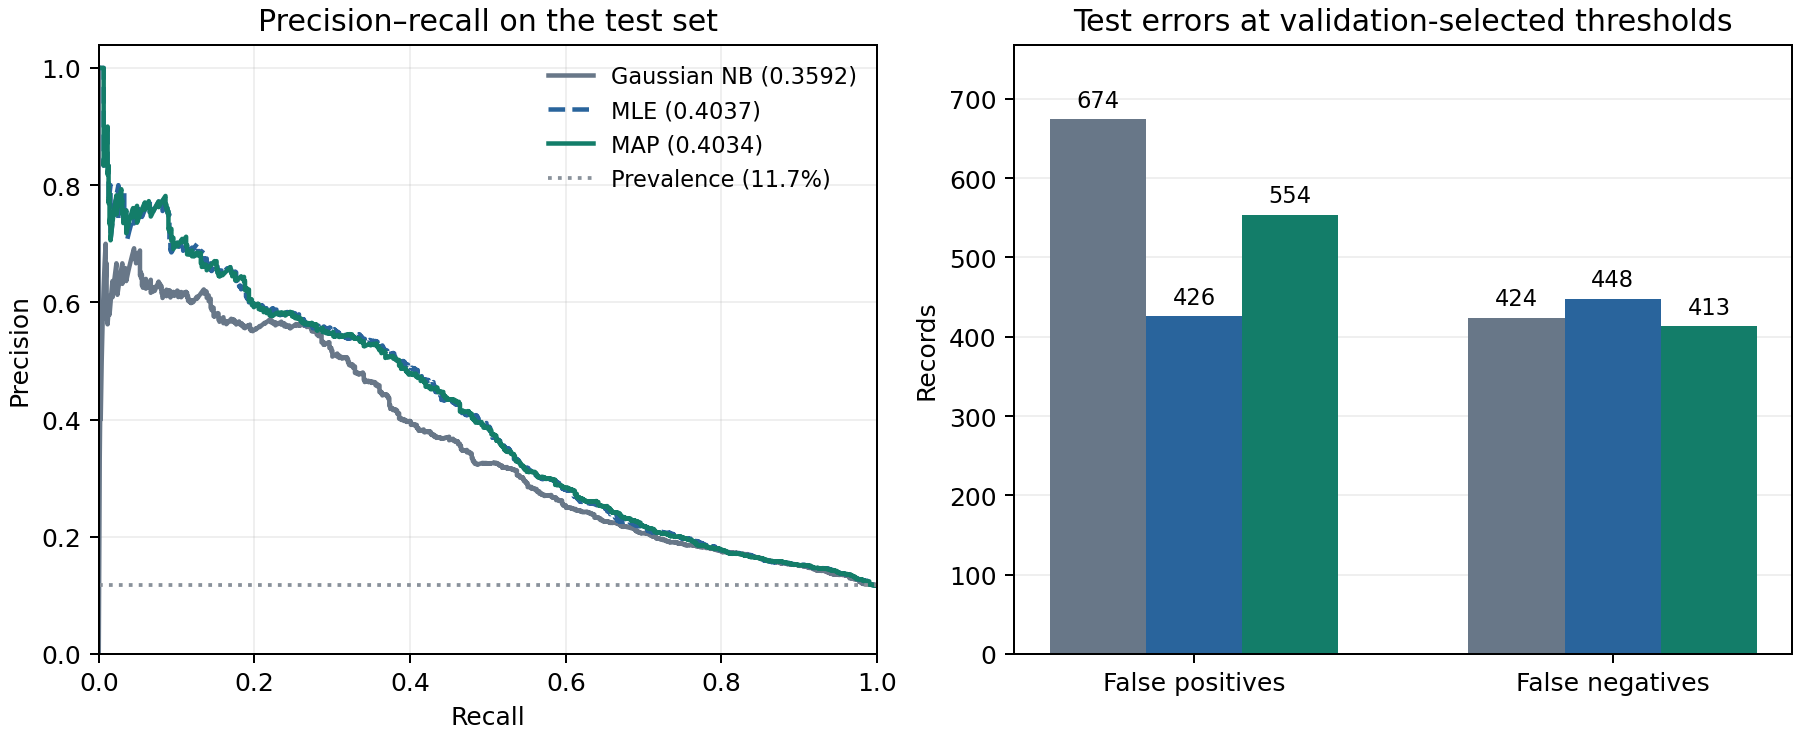 Precision–recall on the test set
Gaussian NB (0.3592)
MLE (0.4037)
MAP (0.4034)
Prevalence (11.7%)
1.0
0.8
0.6
0.4
0.2
0.0
Precision
0.0 0.2 0.4 0.6 0.8 1.0
Recall
Test errors at validation-selected thresholds
700
600
500
400
300
200
100
0
Records
674
426
554
424
448
413
False positives
False negatives